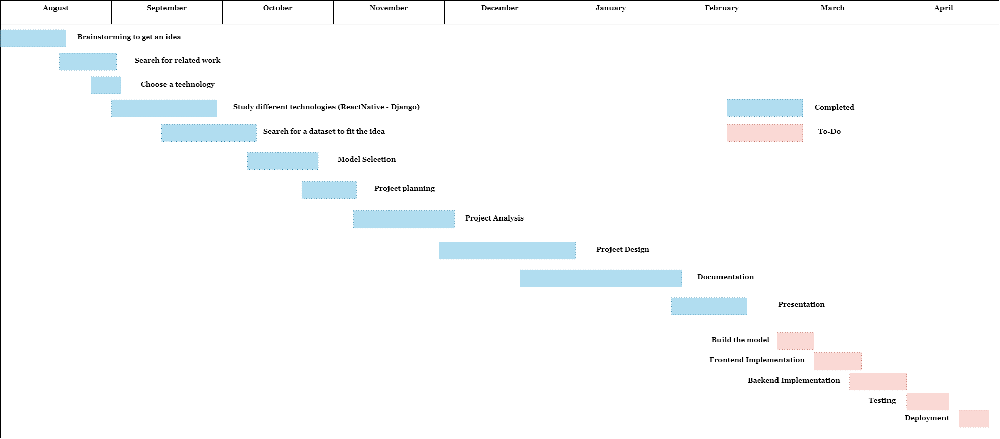 August
September
October
November
December
January
February
March
April
Brainstorming to get an idea
Search for related work
Choose a technology
Study different technologies (ReactNative - Django)
Completed
Search for a dataset to fit the idea
To-Do
Model Selection
Project planning
Project Analysis
Project Design
Documentation
Presentation
Build the model
Frontend Implementation
Backend Implementation
Testing
Deployment